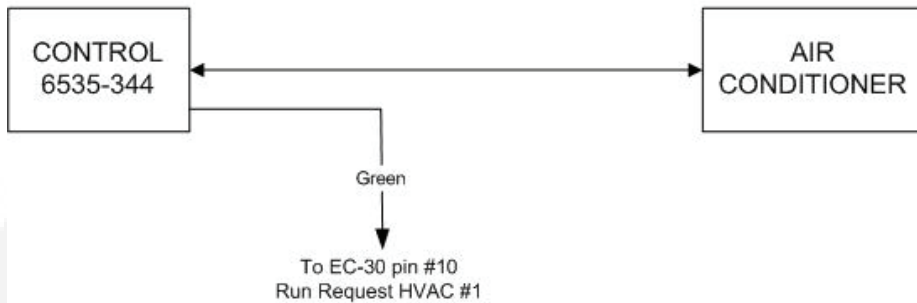 CONTROL
6535-344
AIR
CONDITIONER
Green
To EC-30 pin #10
Run Request HVAC #1